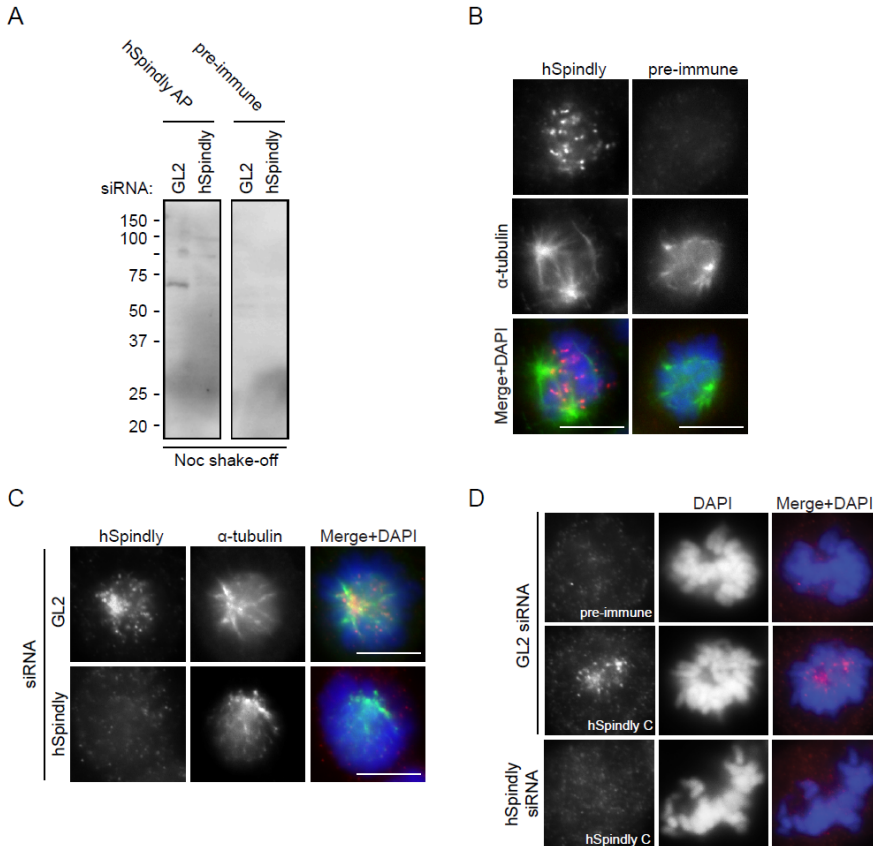 A
hSpindly AP
pre-immune
siRNA:
GL2
hSpindly
GL2
hSpindly
150
100
75
50
37
25
20
Noc shake-off
B
hSpindly
pre-immune
α-tubulin
Merge+DAPI
C
hSpindly
α-tubulin
Merge+DAPI
siRNA
GL2
hSpindly
D
DAPI
Merge+DAPI
GL2 siRNA
pre-immune
hSpindly C
hSpindly
siRNA
hSpindly C